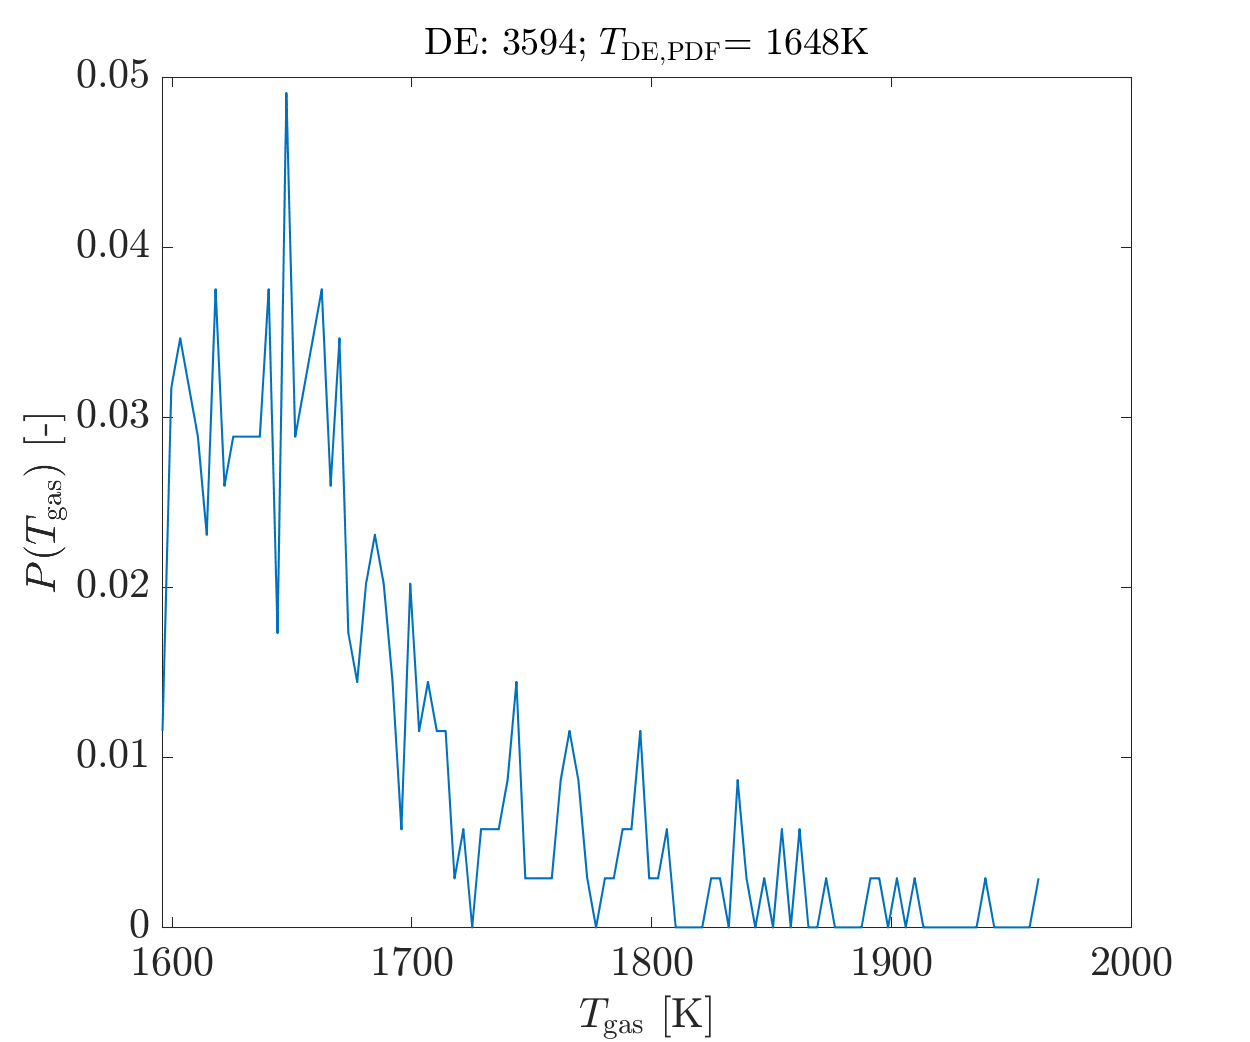 DE: 3594; T_DE,PDF= 1648K
0.05
0.04
0.03
0.02
0.01
0
P(T_gas) [-]
1600 1700 1800 1900 2000
T_gas [K]